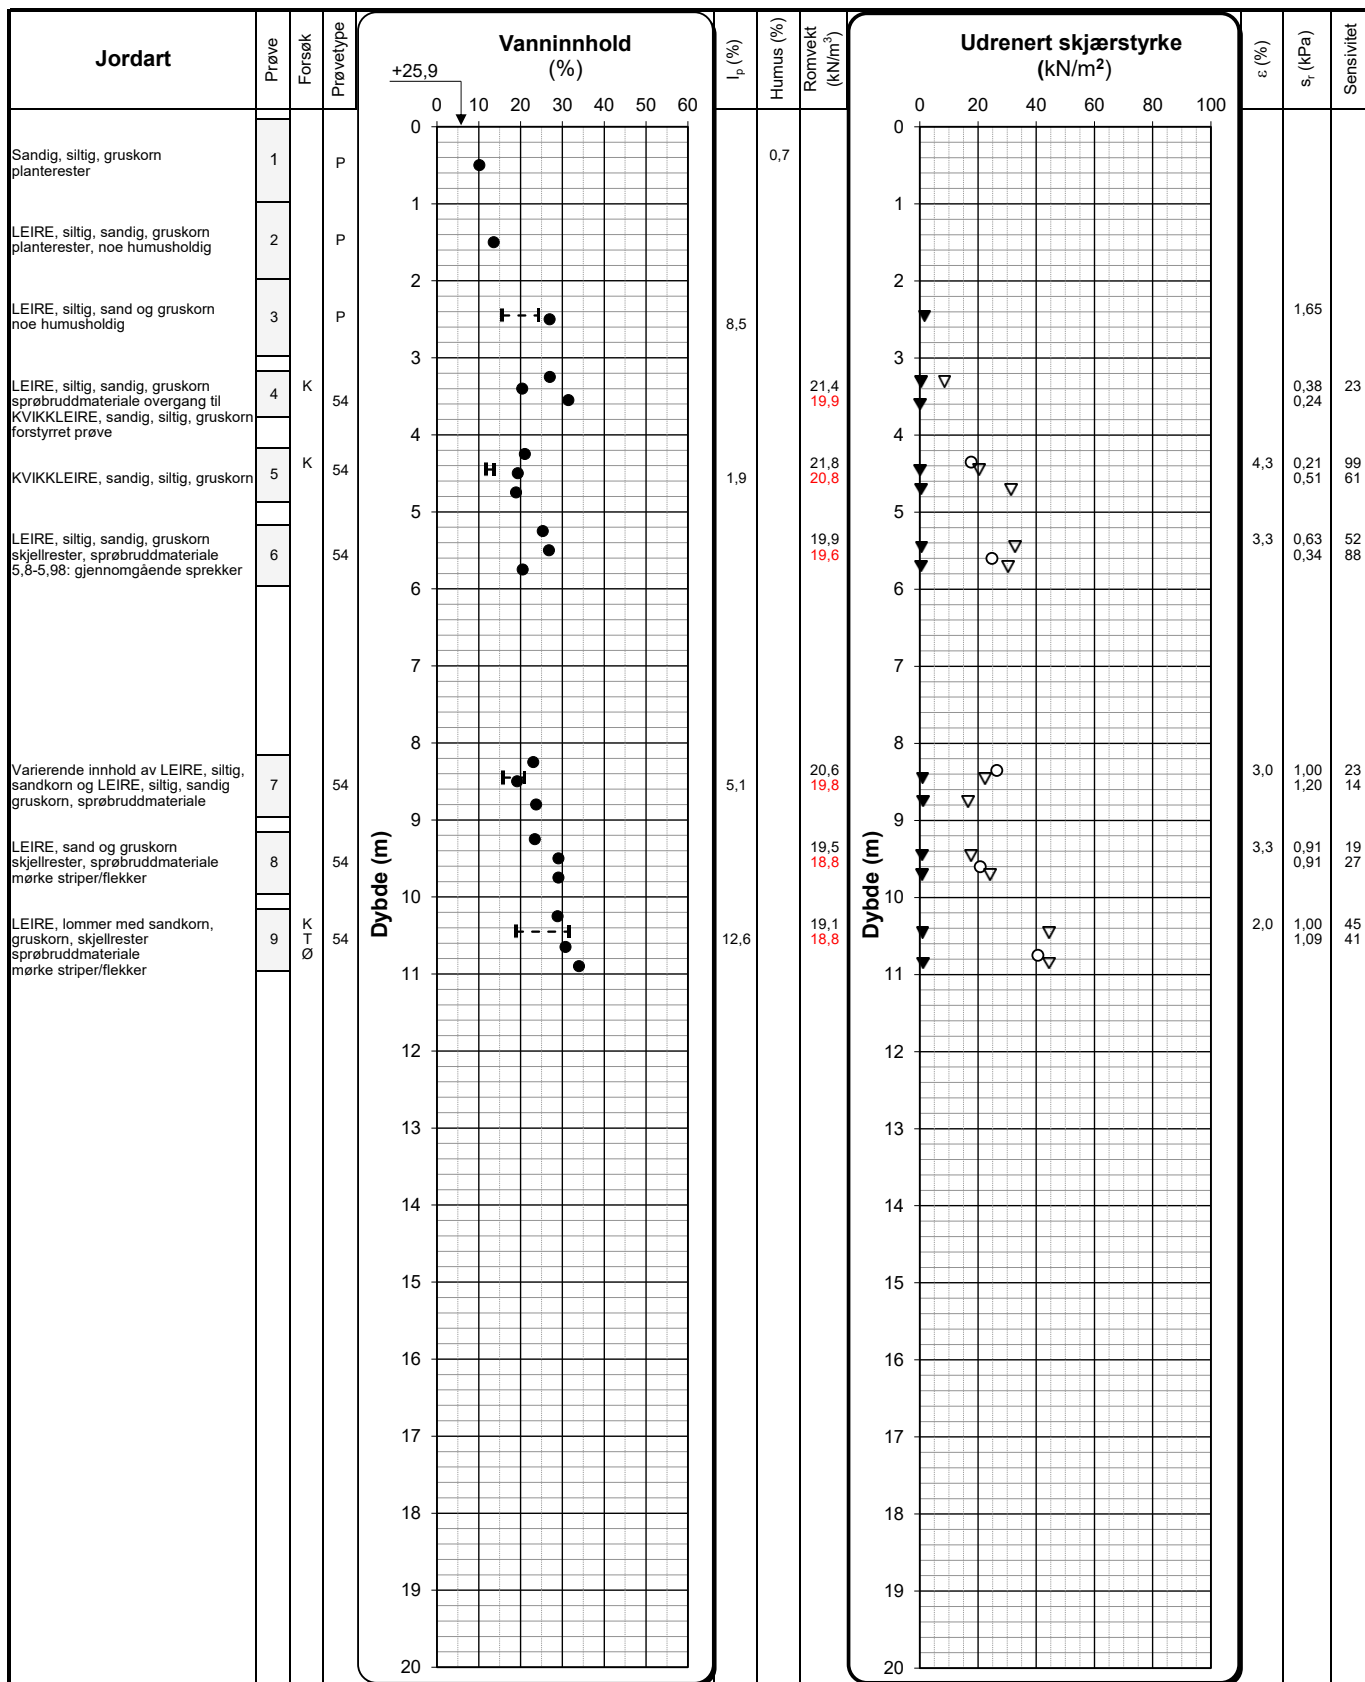 Jordart
Prøve
Forsøk
Prøvetype
Vanninnhold
(%)
+25,9
0 10 20 30 40 50 60
Ip (%)
Humus (%)
Romvekt
(kN/m³)
Udrenert skjærstyrke
(kN/m²)
0 20 40 60 80 100
ε (%)
sr (kPa)
Sensivitet
Sandig, siltig, gruskorn
planterester
1
P
0,7
LEIRE, siltig, sandig, gruskorn
planterester, noe humusholdig
2
P
LEIRE, siltig, sand og gruskorn
noe humusholdig
3
P
8,5
1,65
LEIRE, siltig, sandig, gruskorn
sprøbruddmateriale overgang til
KVIKKLEIRE, sandig, siltig, gruskorn
forstyrret prøve
4
K
54
21,4
19,9
0,38 23
0,24
KVIKKLEIRE, sandig, siltig, gruskorn
5
K
54
1,9
21,8
20,8
4,3 0,21 99
0,51 61
LEIRE, siltig, sandig, gruskorn
skjellrester, sprøbruddmateriale
5,8-5,98: gjennomgående sprekker
6
54
19,9
19,6
3,3 0,63 52
0,34 88
Varierende innhold av LEIRE, siltig,
sandkorn og LEIRE, siltig, sandig
gruskorn, sprøbruddmateriale
7
54
5,1
20,6
19,8
3,0 1,00 23
1,20 14
LEIRE, sand og gruskorn
skjellrester, sprøbruddmateriale
mørke striper/flekker
8
54
19,5
18,8
3,3 0,91 19
0,91 27
LEIRE, lommer med sandkorn,
gruskorn, skjellrester
sprøbruddmateriale
mørke striper/flekker
9
K
T
Ø
54
12,6
19,1
18,8
2,0 1,00 45
1,09 41
Dybde (m)
0
1
2
3
4
5
6
7
8
9
10
11
12
13
14
15
16
17
18
19
20
Dybde (m)
0
1
2
3
4
5
6
7
8
9
10
11
12
13
14
15
16
17
18
19
20